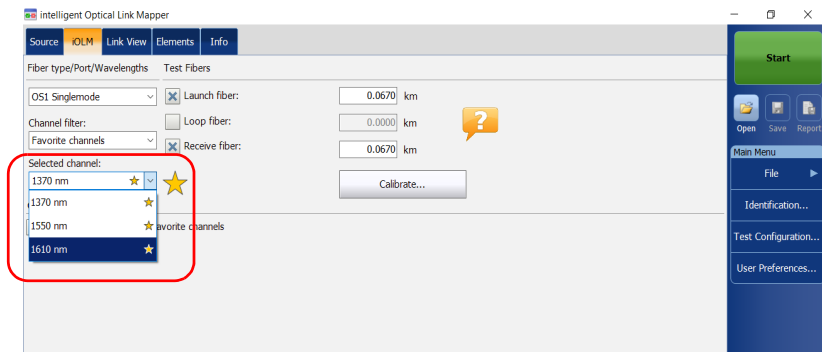 intelligent Optical Link Mapper
Source iOLM Link View Elements Info
Fiber type/Port/Wavelengths Test Fibers
OS1 Singlemode
Launch fiber: 0.0670 km
Channel filter:
Loop fiber: 0.0000 km
Favorite channels
Receive fiber: 0.0670 km
Selected channel:
1370 nm
Calibrate...
1370 nm
1550 nm
avorite channels
1610 nm
?
Start
Open Save Report
Main Menu
File
Identification...
Test Configuration...
User Preferences...